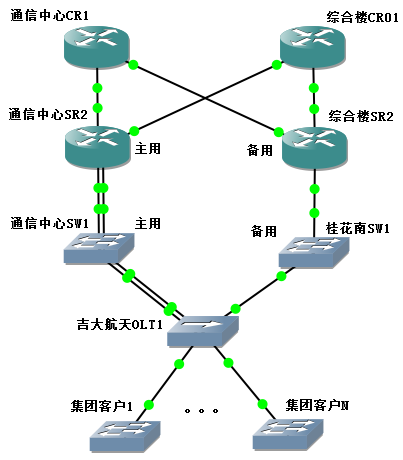 通信中心CR1
综合楼CR01
通信中心SR2
综合楼SR2
主用
备用
通信中心SW1
主用
备用
桂花南SW1
吉大航天OLT1
集团客户1
。。。
集团客户N